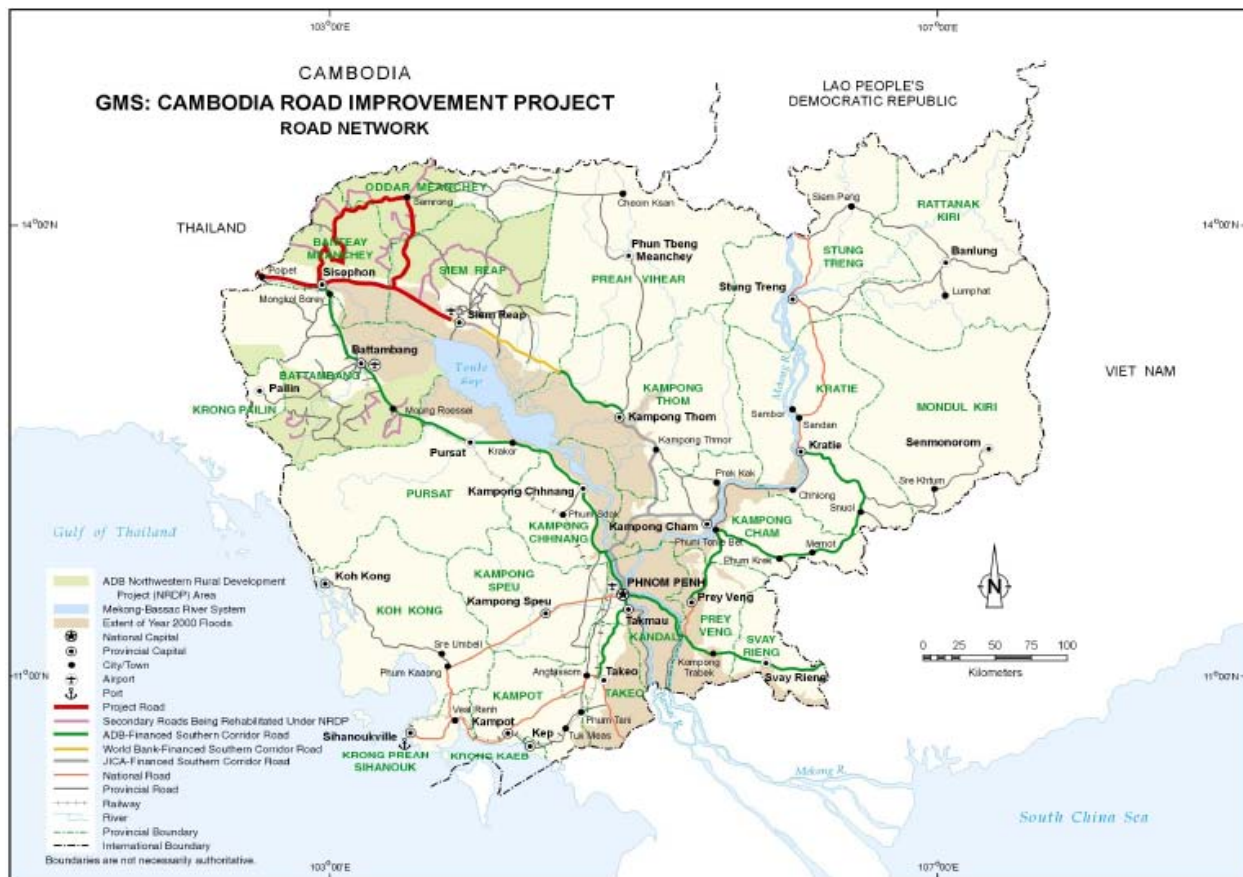 103°00'E
107°00'E
CAMBODIA
GMS: CAMBODIA ROAD IMPROVEMENT PROJECT
ROAD NETWORK
LAO PEOPLE'S
DEMOCRATIC REPUBLIC
14°00'N
14°00'N
THAILAND
VIET NAM
ODDAR MEANCHEY
Samrong
Cheom Ksan
Siem Pang
RATTANAK
KIRI
BANTEAY
MEANCHEY
Poipet
Sisophon
Mongkol Borey
SIEM REAP
Siem Reap
Phun Tbeng
Meanchey
PREAH VIHEAR
STUNG
TRENG
Stung Treng
Banlung
Lumphat
Battambang
BATTAMBANG
Pailin
KRONG PAILIN
Moung Roessei
Tonle
Sap
KAMPONG
THOM
Kampong Thom
Mekong R.
KRATIE
MONDUL KIRI
Sambor
Sandan
Kratie
Senmonorom
Pursat
Krakor
Kampong Thmor
PURSAT
Kampong Chhnang
Prek Kak
Chhlong
Sre Khtum
Snuol
KAMPONG
CHHNANG
Kampong Cham
KAMPONG
CHAM
Phum Krek
Memot
Gulf of Thailand
Koh Kong
KOH KONG
KAMPONG
SPEU
Kampong Speu
PHNOM PENH
Takmau
KANDAL
Prey Veng
PREY
VENG
SVAY
RIENG
Svay Rieng
Kompong
Trabek
Sre Umbell
Phum Kaaong
Angtassom
Takeo
TAKEO
KAMPOT
Kampot
Veal Renh
Sihanoukville
KRONG PREAH
SIHANOUK
Kep
KRONG KAEB
Phum Tani
Tuk Meas
Mekong R.
South China Sea
N
0 25 50 75 100
Kilometers
11°00'N
11°00'N
ADB Northwestern Rural Development
Project (NRDP) Area
Mekong-Bassac River System
Extent of Year 2000 Floods
National Capital
Provincial Capital
City/Town
Airport
Port
Project Road
Secondary Roads Being Rehabilitated Under NRDP
ADB-Financed Southern Corridor Road
World Bank-Financed Southern Corridor Road
JICA-Financed Southern Corridor Road
National Road
Provincial Road
Railway
River
Provincial Boundary
International Boundary
Boundaries are not necessarily authoritative.
103°00'E
107°00'E